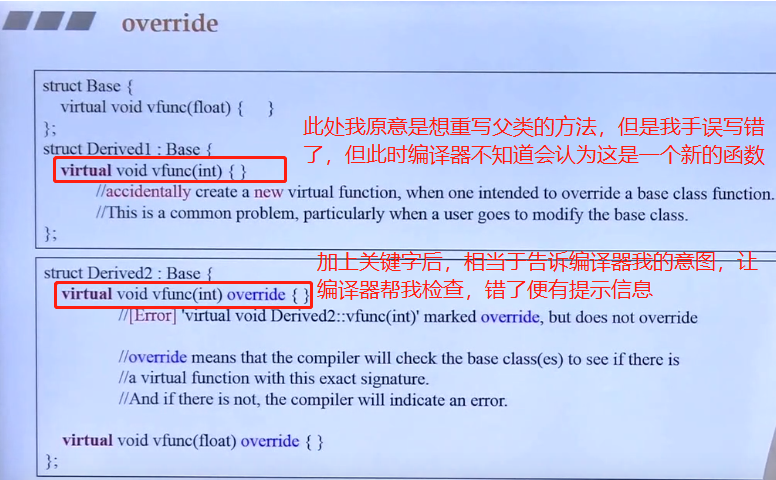 override
struct Base {
virtual void vfunc(float) { }
};
struct Derived1 : Base {
此处我原意是想重写父类的方法，但是我手误写错
了，但此时编译器不知道会认为这是一个新的函数
virtual void vfunc(int) { }
//accidentally create a new virtual function, when one intended to override a base class function.
//This is a common problem, particularly when a user goes to modify the base class.
};
struct Derived2 : Base {
加上关键字后，相当于告诉编译器我的意图，让
编译器帮我检查，错了便有提示信息
virtual void vfunc(int) override { }
//[Error] 'virtual void Derived2::vfunc(int)' marked override, but does not override
//override means that the compiler will check the base class(es) to see if there is
//a virtual function with this exact signature.
//And if there is not, the compiler will indicate an error.
virtual void vfunc(float) override { }
};